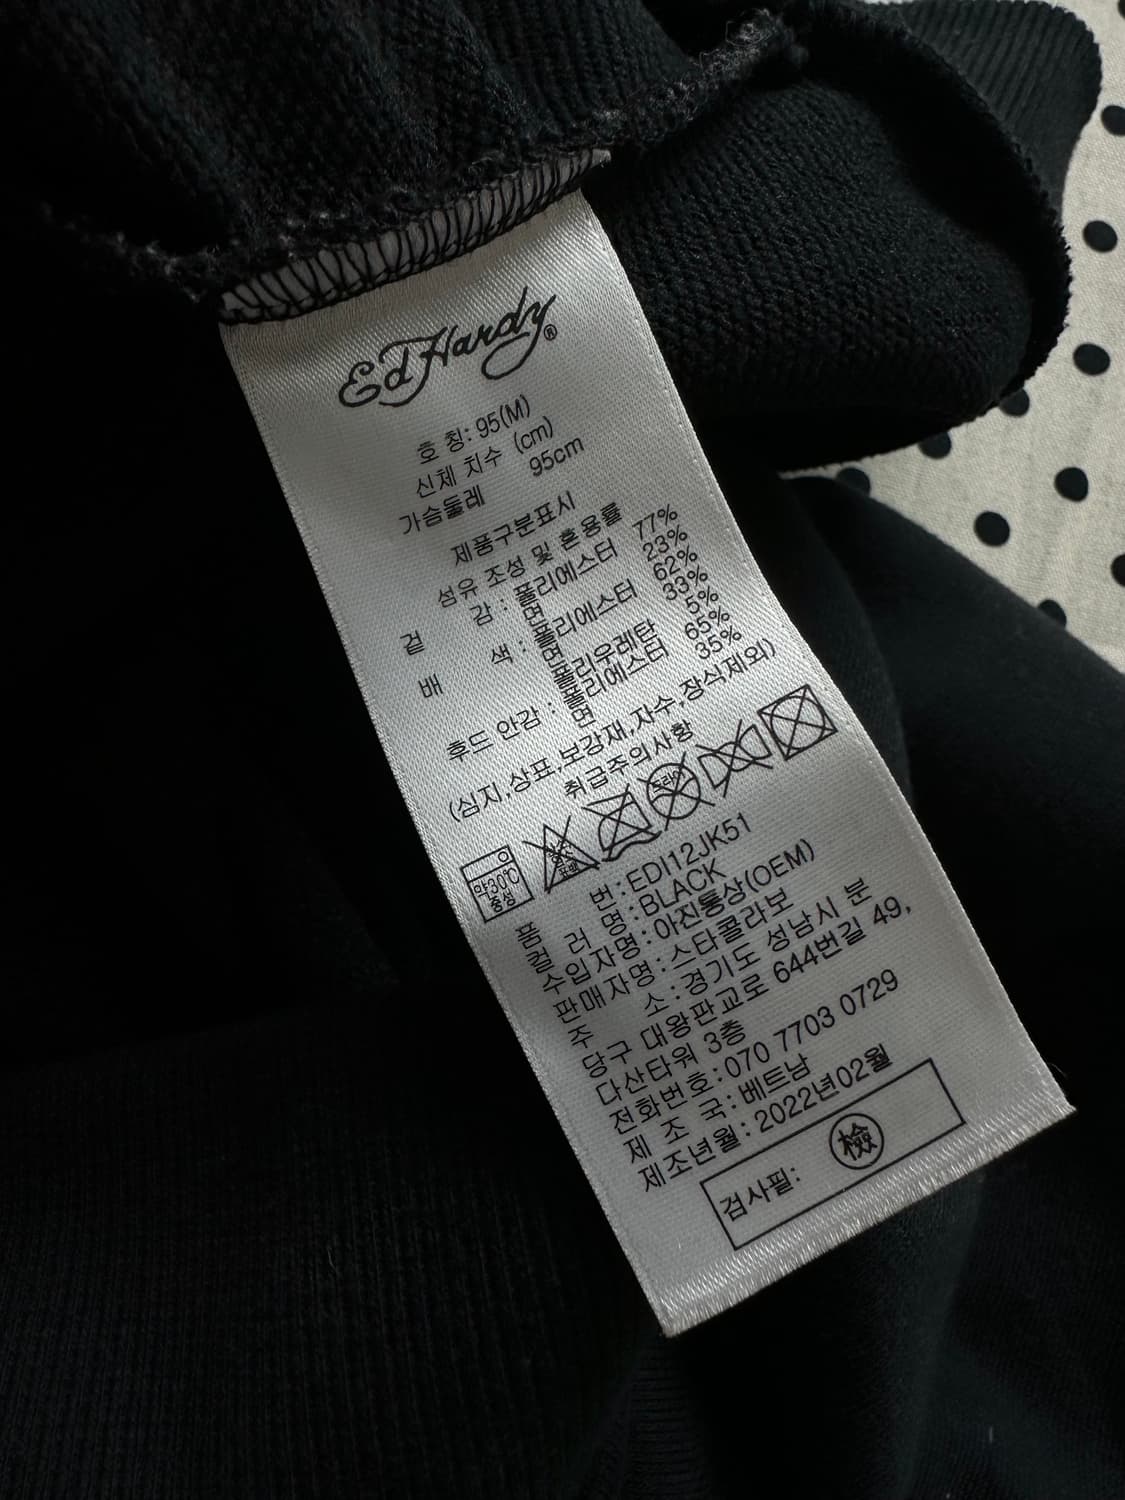 Ed Hardy®
호 칭: 95(M)
신체 치수 (cm)
가슴둘레 95cm
제품구분표시
섬유 조성 및 혼용률
겉 감 : 폴리에스터 77%
면 23%
배 색 : 폴리에스터 62%
면 33%
폴리우레탄 5%
후드 안감 : 폴리에스터 65%
면 35%
(심지,상표,보강재,자수,장식제외)
취급주의사항
약30℃
중성
염소
표백
드라이
품 번 : EDI12JK51
컬 러 명 : BLACK
수입자명 : 아진통상(OEM)
판매자명 : 스타콜라보
주 소 : 경기도 성남시 분
당구 대왕판교로 644번길 49,
다산타워 3층
전화번호 : 070 7703 0729
제 조 국 : 베트남
제조년월 : 2022년02월
검사필: 檢